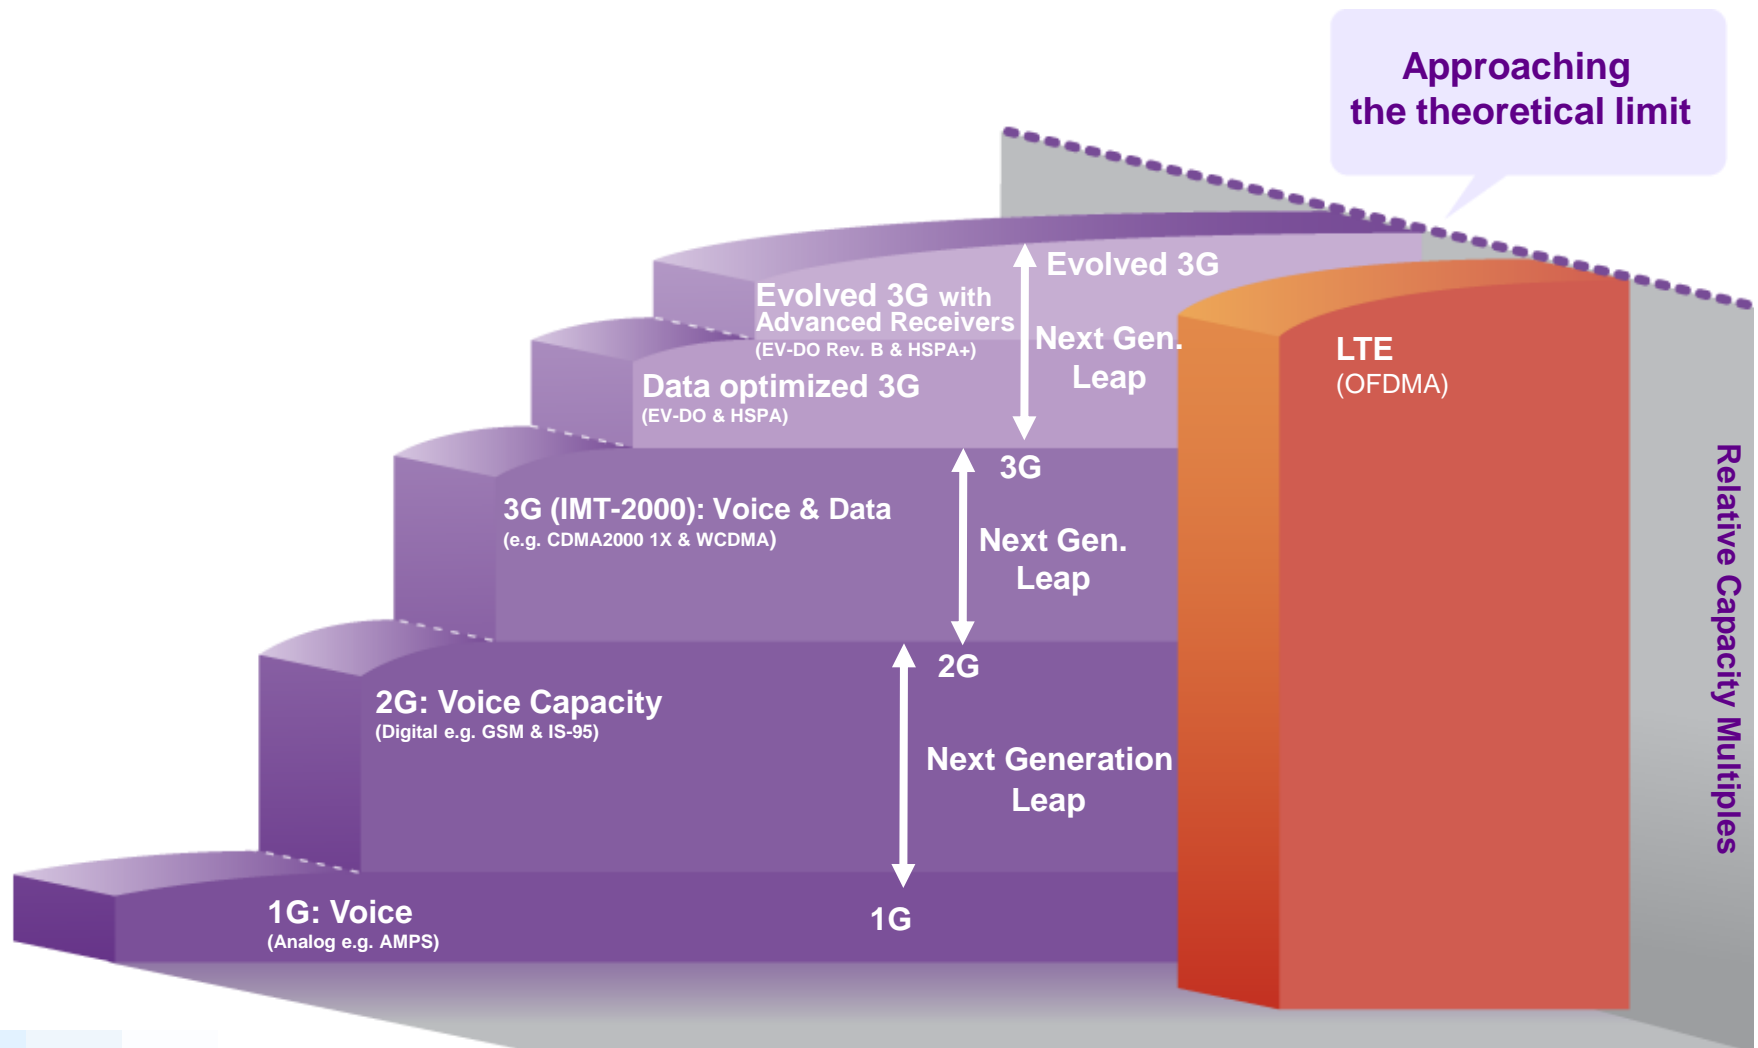 Approaching
the theoretical limit
Evolved 3G
Evolved 3G with
Advanced Receivers
(EV-DO Rev. B & HSPA+)
Next Gen.
Leap
LTE
(OFDMA)
Data optimized 3G
(EV-DO & HSPA)
3G
3G (IMT-2000): Voice & Data
(e.g. CDMA2000 1X & WCDMA)
Next Gen.
Leap
2G
2G: Voice Capacity
(Digital e.g. GSM & IS-95)
Next Generation
Leap
1G: Voice
(Analog e.g. AMPS)
1G
Relative Capacity Multiples